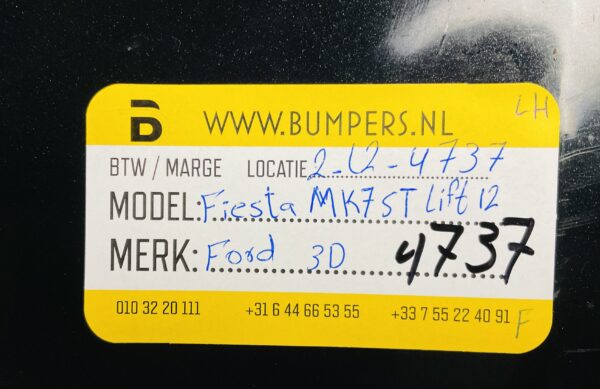 LH
B WWW.BUMPERS.NL
BTW / MARGE LOCATIE 2-L2-4737
MODEL: Fiesta MK7 ST Lift 12
MERK: Ford 3D 4737
010 32 20 111 +31 6 44 66 53 55 +33 7 55 22 40 91 F